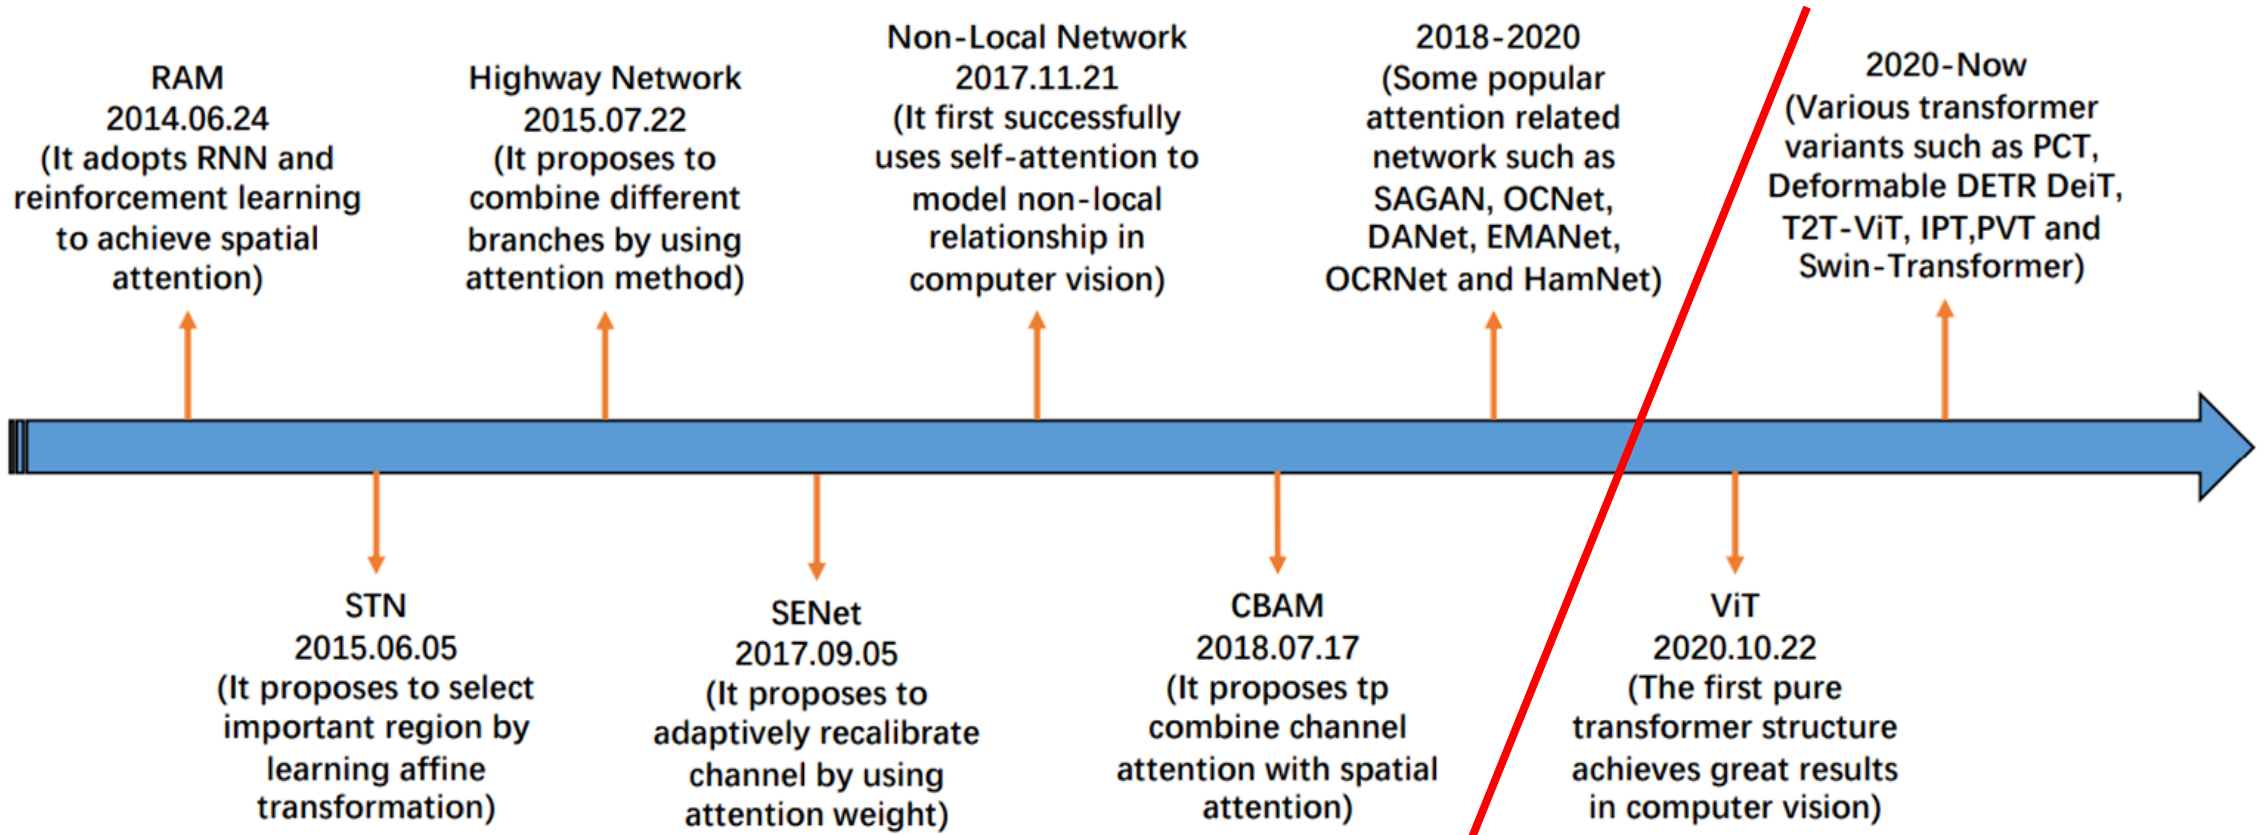 RAM
2014.06.24
(It adopts RNN and
reinforcement learning
to achieve spatial
attention)
Highway Network
2015.07.22
(It proposes to
combine different
branches by using
attention method)
Non-Local Network
2017.11.21
(It first successfully
uses self-attention to
model non-local
relationship in
computer vision)
2018-2020
(Some popular
attention related
network such as
SAGAN, OCNet,
DANet, EMANet,
OCRNet and HamNet)
2020-Now
(Various transformer
variants such as PCT,
Deformable DETR DeiT,
T2T-ViT, IPT,PVT and
Swin-Transformer)
STN
2015.06.05
(It proposes to select
important region by
learning affine
transformation)
SENet
2017.09.05
(It proposes to
adaptively recalibrate
channel by using
attention weight)
CBAM
2018.07.17
(It proposes tp
combine channel
attention with spatial
attention)
ViT
2020.10.22
(The first pure
transformer structure
achieves great results
in computer vision)